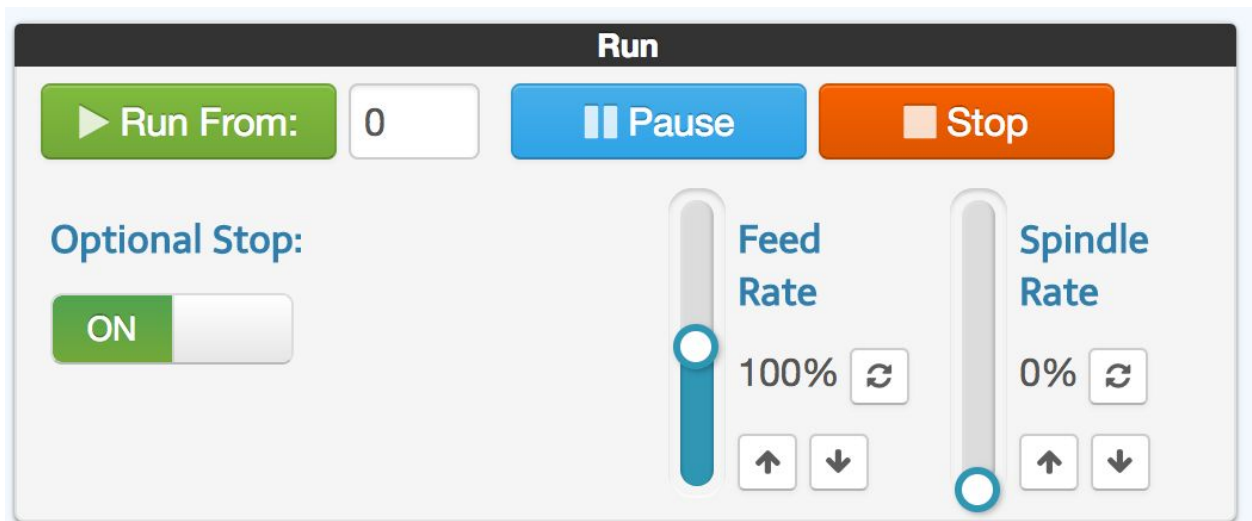 Run
Run From: 0 Pause Stop
Optional Stop:
ON
Feed
Rate
100%
Spindle
Rate
0%